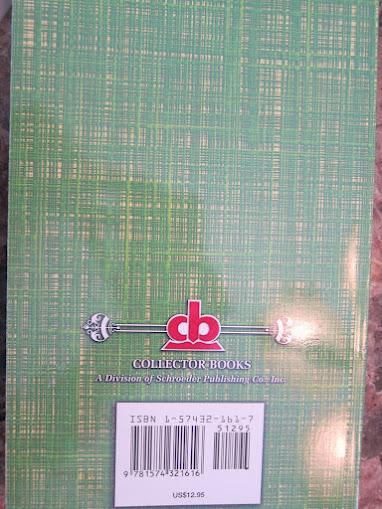 cb
COLLECTOR BOOKS
A Division of Schroeder Publishing Co., Inc.
ISBN 1-57432-161-7
51295
9 781574 321616
US$12.95